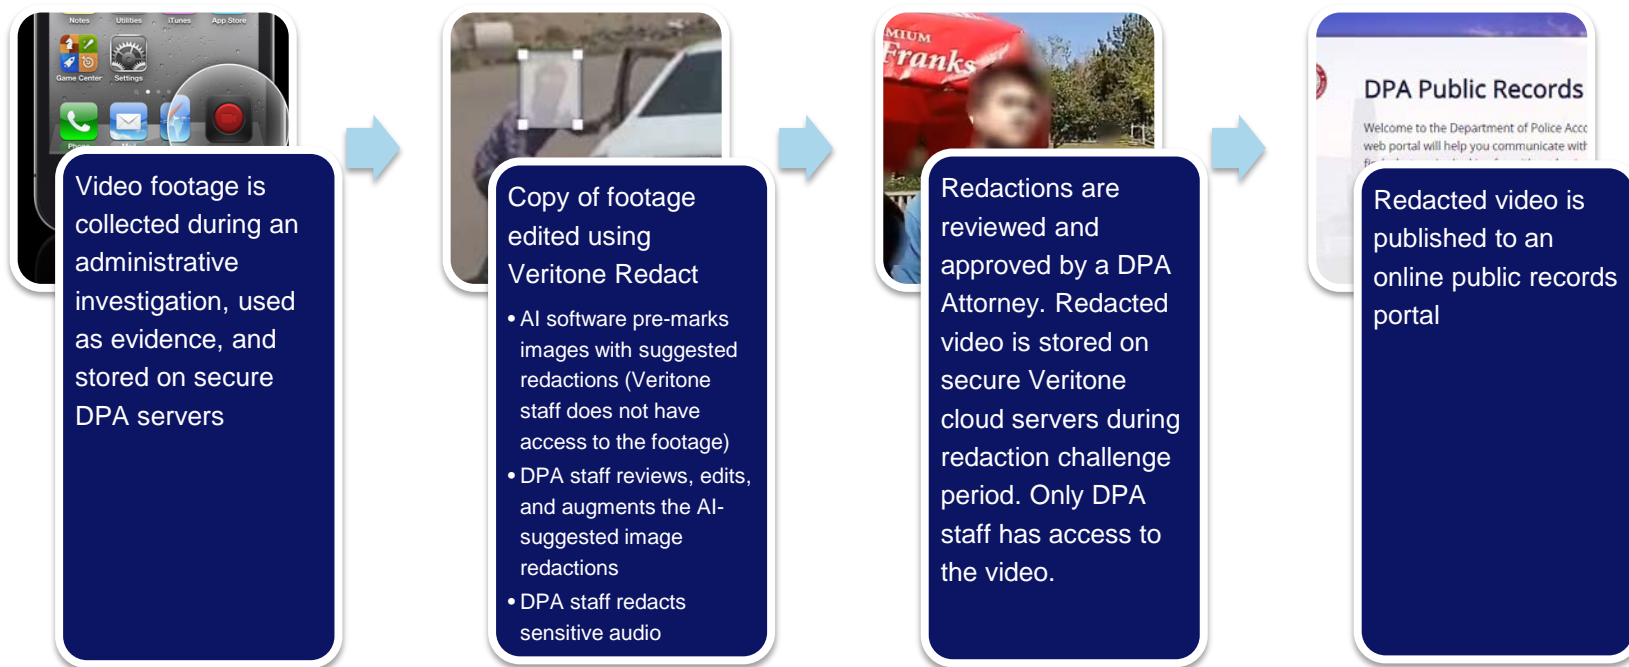 Notes Utilities iTunes App Store
Game Center Settings
Phone Mail
Video footage is
collected during an
administrative
investigation, used
as evidence, and
stored on secure
DPA servers
Copy of footage
edited using
Veritone Redact
• AI software pre-marks
images with suggested
redactions (Veritone
staff does not have
access to the footage)
• DPA staff reviews, edits,
and augments the AI-
suggested image
redactions
• DPA staff redacts
sensitive audio
MIUM
Franks
Redactions are
reviewed and
approved by a DPA
Attorney. Redacted
video is stored on
secure Veritone
cloud servers during
redaction challenge
period. Only DPA
staff has access to
the video.
DPA Public Records
Welcome to the Department of Police Acco
web portal will help you communicate with
Redacted video is
published to an
online public records
portal